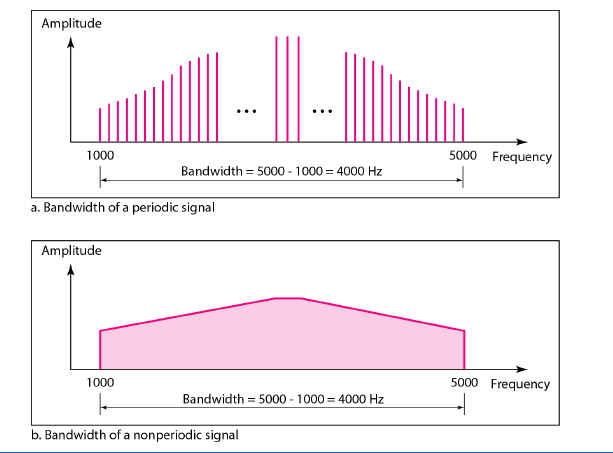 Amplitude
... ...
1000 5000 Frequency
Bandwidth = 5000 - 1000 = 4000 Hz
a. Bandwidth of a periodic signal
Amplitude
1000 5000 Frequency
Bandwidth = 5000 - 1000 = 4000 Hz
b. Bandwidth of a nonperiodic signal